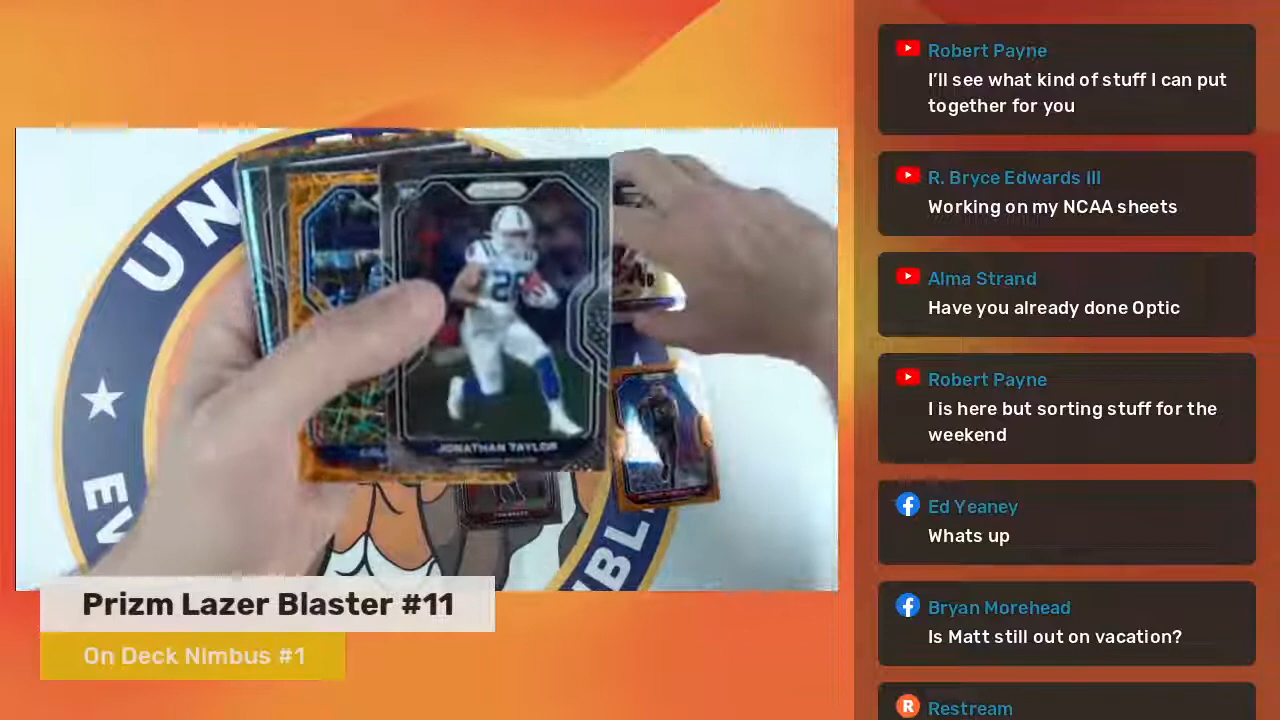 UN
EV
BLI
JONATHAN TAYLOR
Prizm Lazer Blaster #11
On Deck Nimbus #1
Robert Payne
I'll see what kind of stuff I can put
together for you
R. Bryce Edwards III
Working on my NCAA sheets
Alma Strand
Have you already done Optic
Robert Payne
I is here but sorting stuff for the
weekend
Ed Yeaney
Whats up
Bryan Morehead
Is Matt still out on vacation?
R
Restream